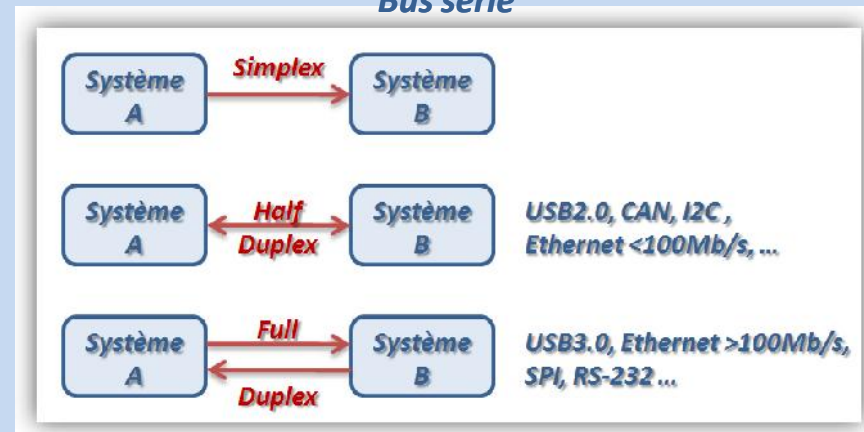 Bus série
Simplex
Système
A
Système
B
Système
A
Half
Duplex
Système
B
USB2.0, CAN, I2C ,
Ethernet <100Mb/s, ...
Système
A
Full
Duplex
Système
B
USB3.0, Ethernet >100Mb/s,
SPI, RS-232 ...